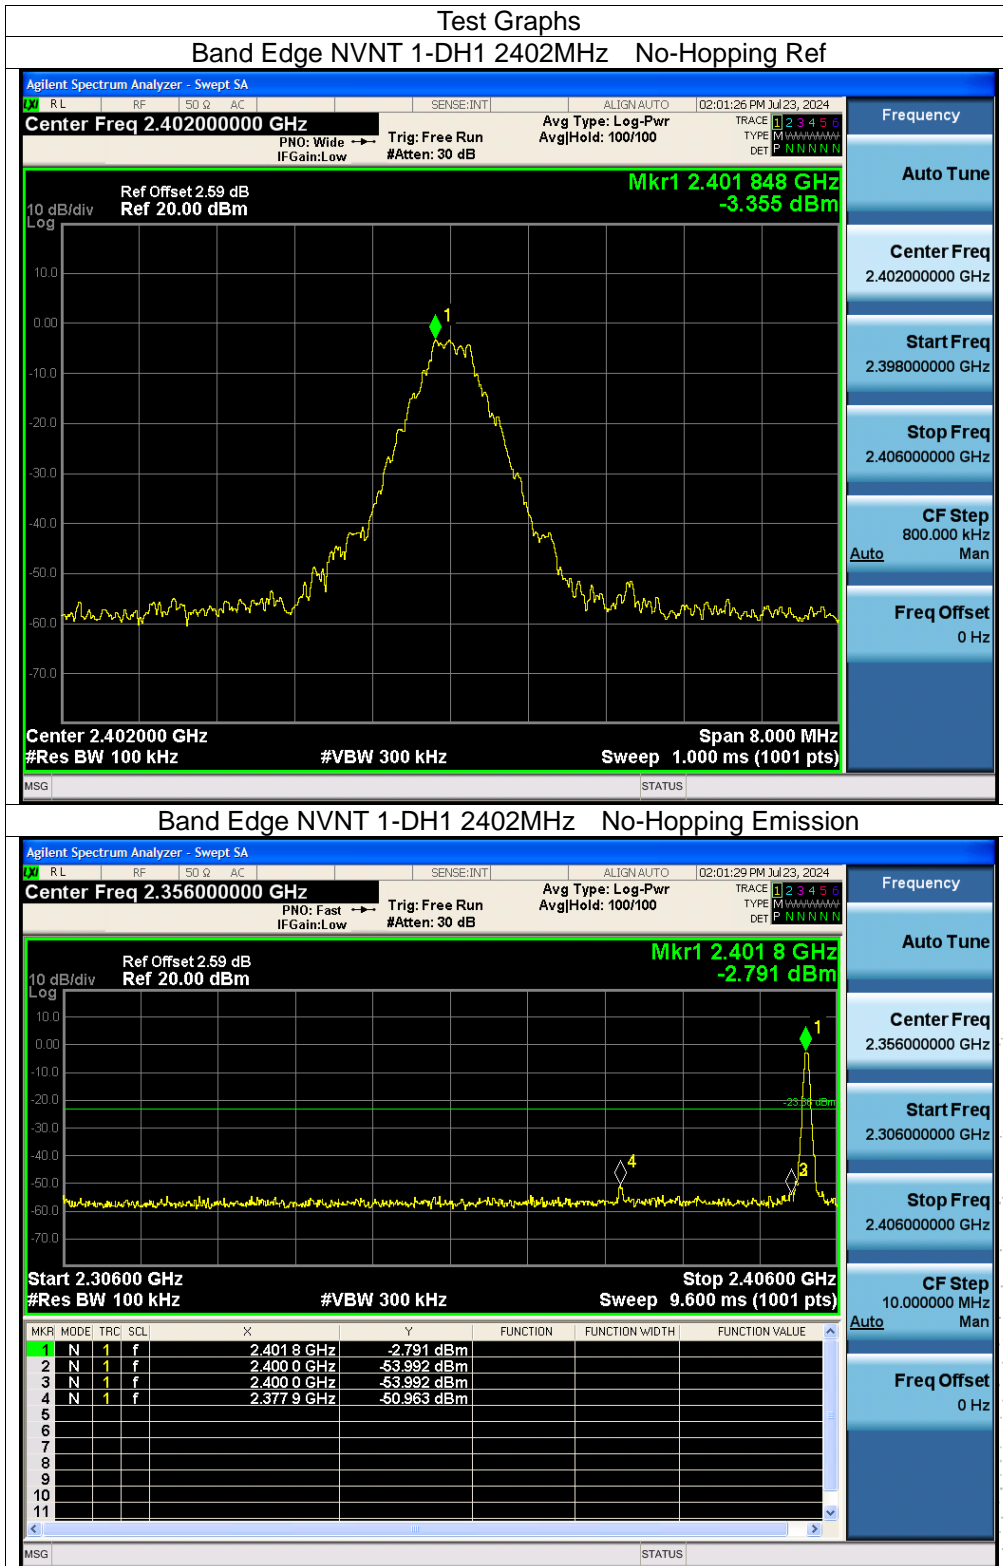 Test Graphs
Band Edge NVNT 1-DH1 2402MHz No-Hopping Ref
Agilent Spectrum Analyzer - Swept SA
LXI RL RF 50 Ω AC SENSE:INT ALIGN AUTO 02:01:26 PM Jul 23, 2024
Center Freq 2.402000000 GHz
PNO: Wide
IFGain:Low
Trig: Free Run
#Atten: 30 dB
Avg Type: Log-Pwr
Avg|Hold: 100/100
TRACE 1 2 3 4 5 6
TYPE M WWWWW
DET P N N N N N
Mkr1 2.401 848 GHz
-3.355 dBm
Ref Offset 2.59 dB
10 dB/div Ref 20.00 dBm
Log
10.0
0.00
-10.0
-20.0
-30.0
-40.0
-50.0
-60.0
-70.0
1
Center 2.402000 GHz Span 8.000 MHz
#Res BW 100 kHz #VBW 300 kHz Sweep 1.000 ms (1001 pts)
MSG STATUS
Frequency
Auto Tune
Center Freq
2.402000000 GHz
Start Freq
2.398000000 GHz
Stop Freq
2.406000000 GHz
CF Step
800.000 kHz
Auto Man
Freq Offset
0 Hz
Band Edge NVNT 1-DH1 2402MHz No-Hopping Emission
Agilent Spectrum Analyzer - Swept SA
LXI RL RF 50 Ω AC SENSE:INT ALIGN AUTO 02:01:29 PM Jul 23, 2024
Center Freq 2.356000000 GHz
PNO: Fast
IFGain:Low
Trig: Free Run
#Atten: 30 dB
Avg Type: Log-Pwr
Avg|Hold: 100/100
TRACE 1 2 3 4 5 6
TYPE M WWWWW
DET P N N N N N
Mkr1 2.401 8 GHz
-2.791 dBm
Ref Offset 2.59 dB
10 dB/div Ref 20.00 dBm
Log
10.0
0.00
-10.0
-20.0
-30.0
-40.0
-50.0
-60.0
-70.0
1
-23.36 dBm
4
3
Start 2.30600 GHz Stop 2.40600 GHz
#Res BW 100 kHz #VBW 300 kHz Sweep 9.600 ms (1001 pts)
MKR MODE TRC SCL X Y FUNCTION FUNCTION WIDTH FUNCTION VALUE
1 N 1 f 2.401 8 GHz -2.791 dBm
2 N 1 f 2.400 0 GHz -53.992 dBm
3 N 1 f 2.400 0 GHz -53.992 dBm
4 N 1 f 2.377 9 GHz -50.963 dBm
5
6
7
8
9
10
11
MSG STATUS
Frequency
Auto Tune
Center Freq
2.356000000 GHz
Start Freq
2.306000000 GHz
Stop Freq
2.406000000 GHz
CF Step
10.000000 MHz
Auto Man
Freq Offset
0 Hz